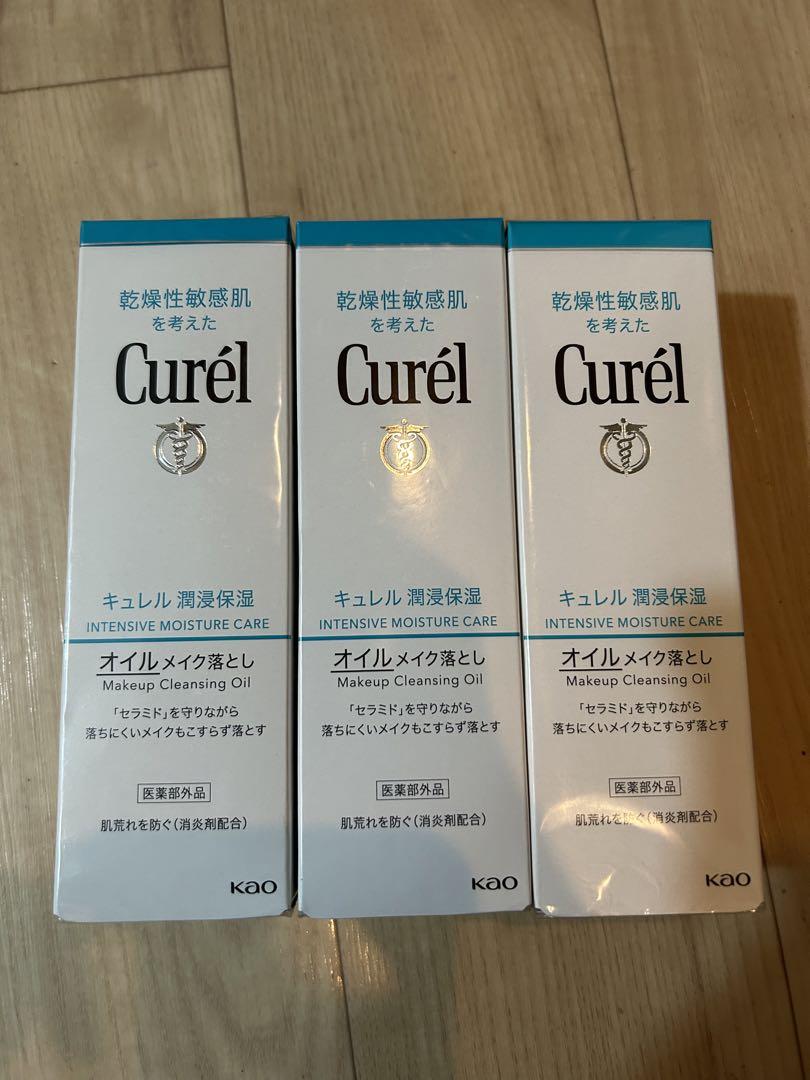 乾燥性敏感肌
を考えた
Curél
キュレル 潤浸保湿
INTENSIVE MOISTURE CARE
オイルメイク落とし
Makeup Cleansing Oil
「セラミド」を守りながら
落ちにくいメイクもこすらず落とす
医薬部外品
肌荒れを防ぐ(消炎剤配合)
Kao
乾燥性敏感肌
を考えた
Curél
キュレル 潤浸保湿
INTENSIVE MOISTURE CARE
オイルメイク落とし
Makeup Cleansing Oil
「セラミド」を守りながら
落ちにくいメイクもこすらず落とす
医薬部外品
肌荒れを防ぐ(消炎剤配合)
Kao
乾燥性敏感肌
を考えた
Curél
キュレル 潤浸保湿
INTENSIVE MOISTURE CARE
オイルメイク落とし
Makeup Cleansing Oil
「セラミド」を守りながら
落ちにくいメイクもこすらず落とす
医薬部外品
肌荒れを防ぐ(消炎剤配合)
Kao